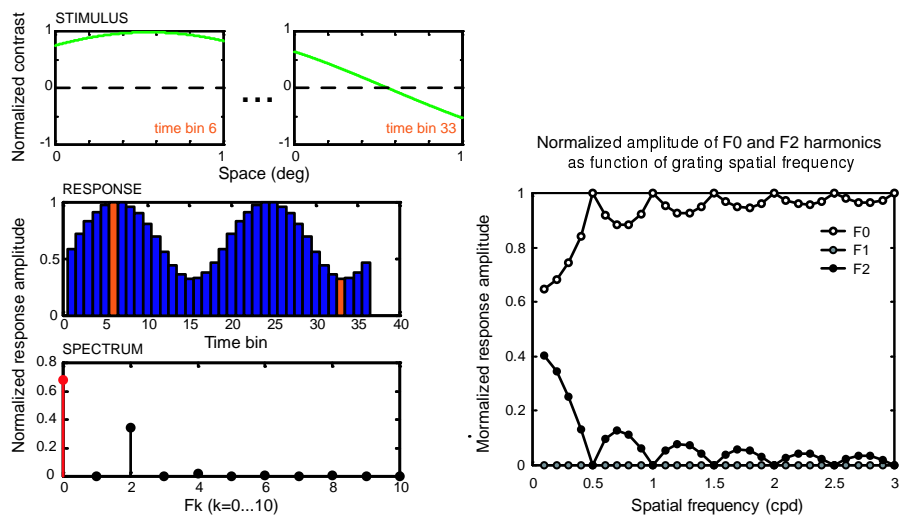 STIMULUS
Normalized contrast
1
0
-1
time bin 6
0
1
...
1
0
-1
time bin 33
0
1
Space (deg)
RESPONSE
Normalized response amplitude
1
0.5
0
0
5
10
15
20
25
30
35
40
Time bin
SPECTRUM
0.8
0.6
0.4
0.2
0
0
2
4
6
8
10
Fk (k=0...10)
Normalized amplitude of F0 and F2 harmonics
as function of grating spatial frequency
Mormalized response amplitude
1
0.8
0.6
0.4
0.2
0
F0
F1
F2
0
0.5
1
1.5
2
2.5
3
Spatial frequency (cpd)